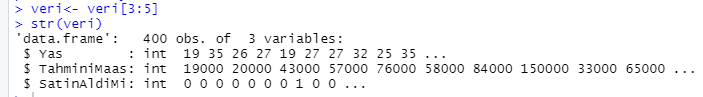 > veri<- veri[3:5]
> str(veri)
'data.frame':   400 obs. of  3 variables:
 $ Yas         : int  19 35 26 27 19 27 27 32 25 35 ...
 $ TahminiMaas: int  19000 20000 43000 57000 76000 58000 84000 150000 33000 65000 ...
 $ SatinAldiMi: int  0 0 0 0 0 0 0 1 0 0 ...